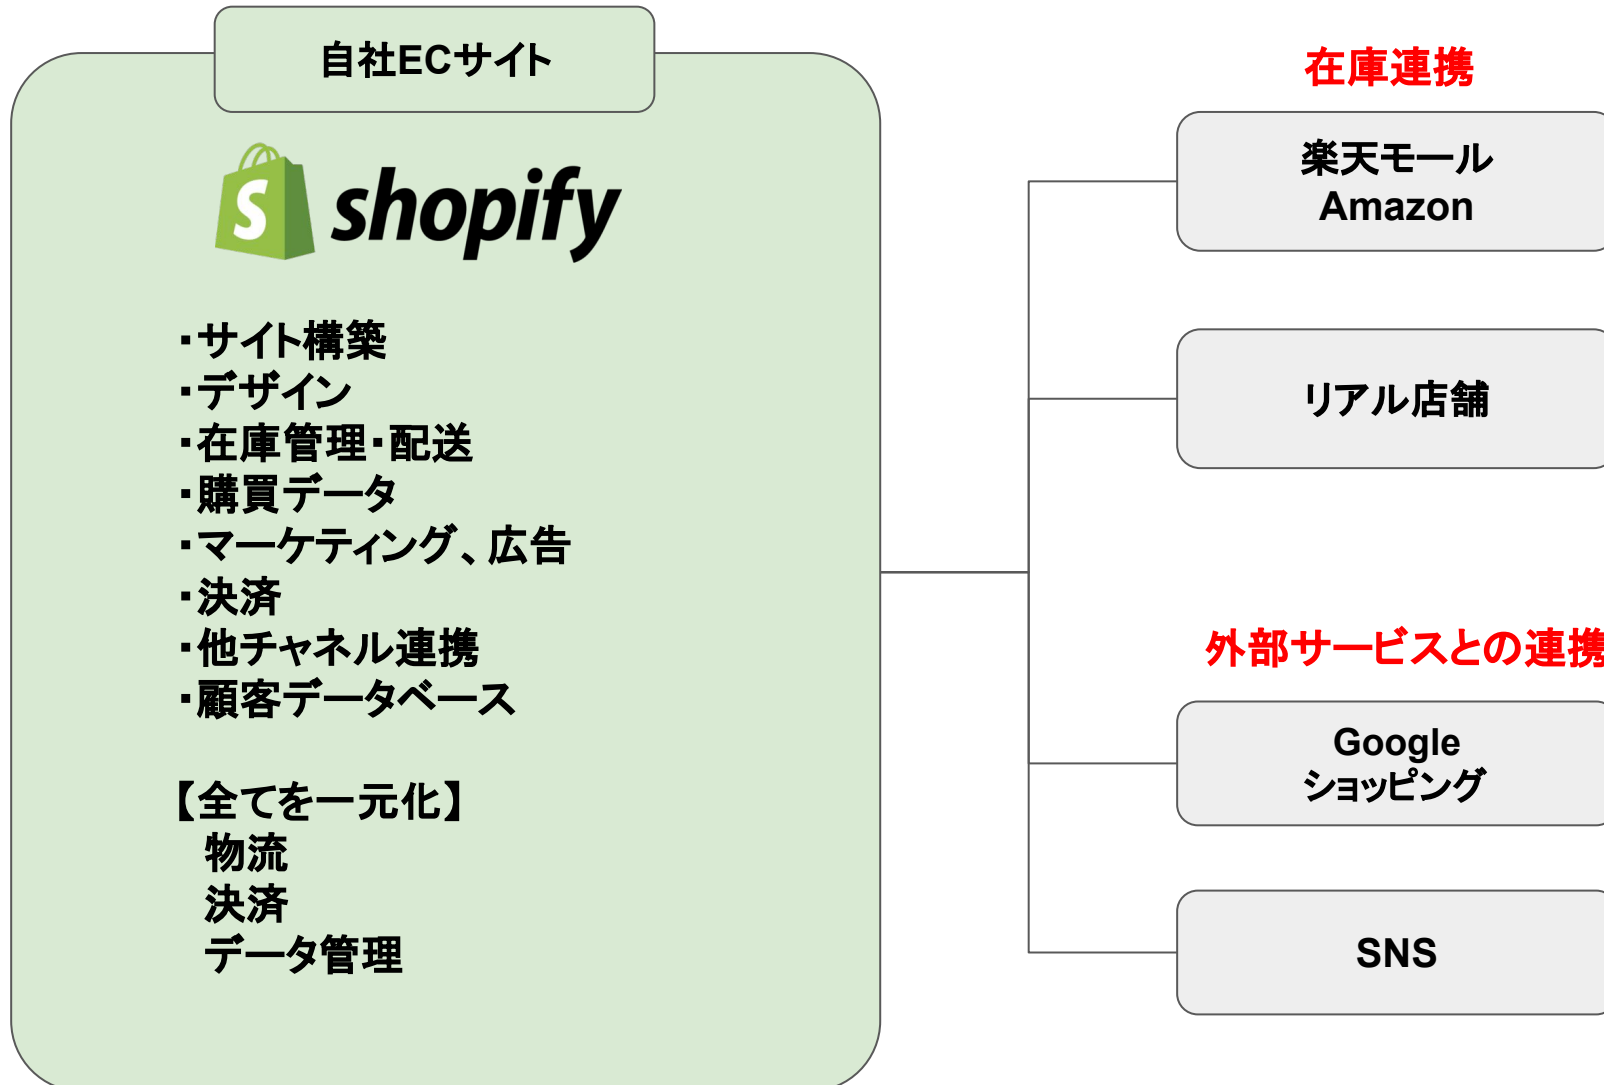 自社ECサイト
shopify
・サイト構築
・デザイン
・在庫管理・配送
・購買データ
・マーケティング、広告
・決済
・他チャネル連携
・顧客データベース
【全てを一元化】
物流
決済
データ管理
在庫連携
楽天モール
Amazon
リアル店舗
外部サービスとの連携
Google
ショッピング
SNS